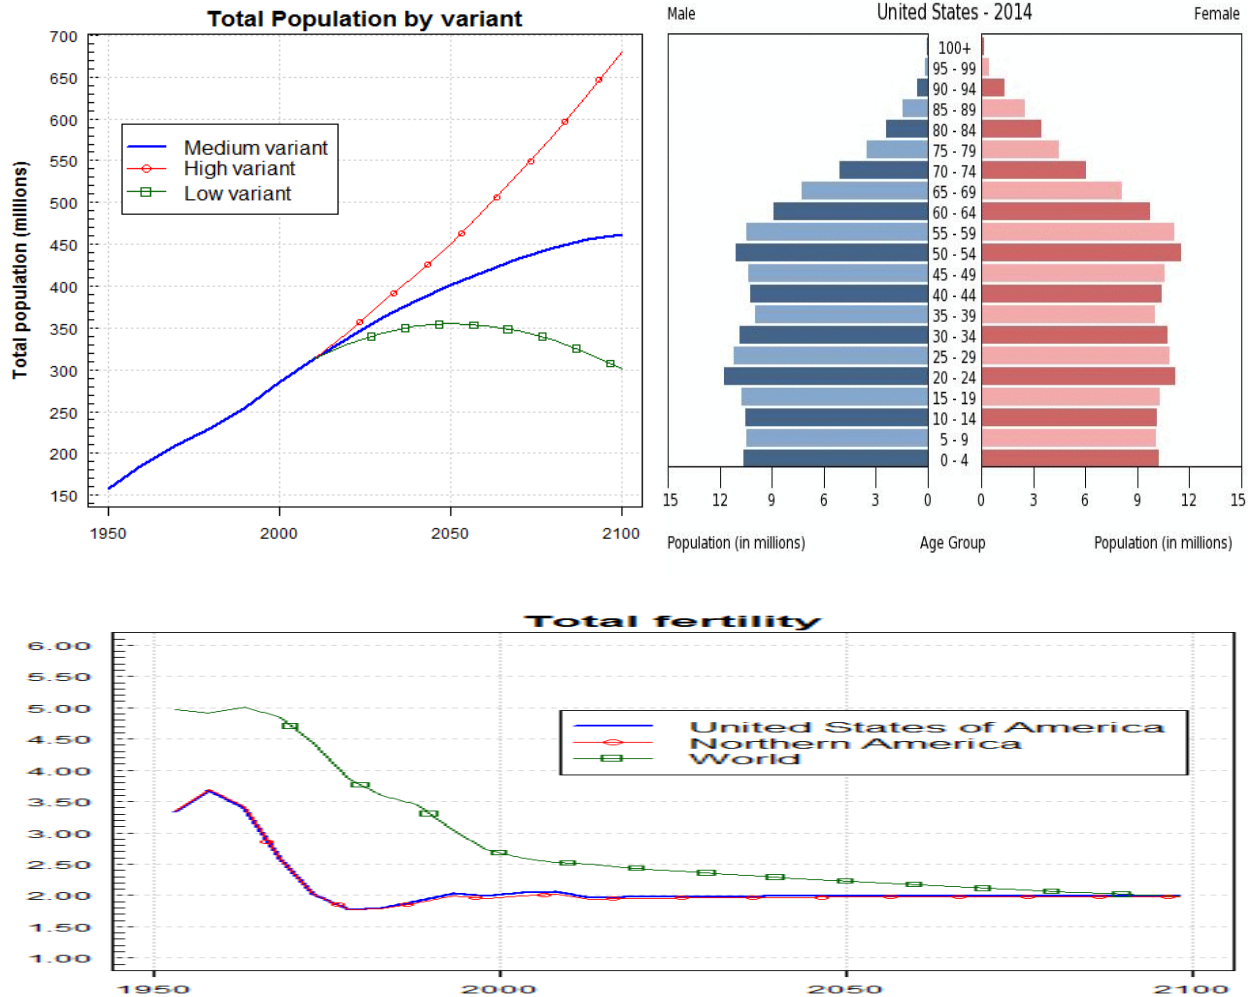 Total Population by variant
Total population (millions)
700
650
600
550
500
450
400
350
300
250
200
150
Medium variant
High variant
Low variant
1950 2000 2050 2100
Male United States - 2014 Female
100+
95 - 99
90 - 94
85 - 89
80 - 84
75 - 79
70 - 74
65 - 69
60 - 64
55 - 59
50 - 54
45 - 49
40 - 44
35 - 39
30 - 34
25 - 29
20 - 24
15 - 19
10 - 14
5 - 9
0 - 4
15 12 9 6 3 0 0 3 6 9 12 15
Population (in millions) Age Group Population (in millions)
Total fertility
6.00
5.50
5.00
4.50
4.00
3.50
3.00
2.50
2.00
1.50
1.00
United States of America
Northern America
World
1950 2000 2050 2100